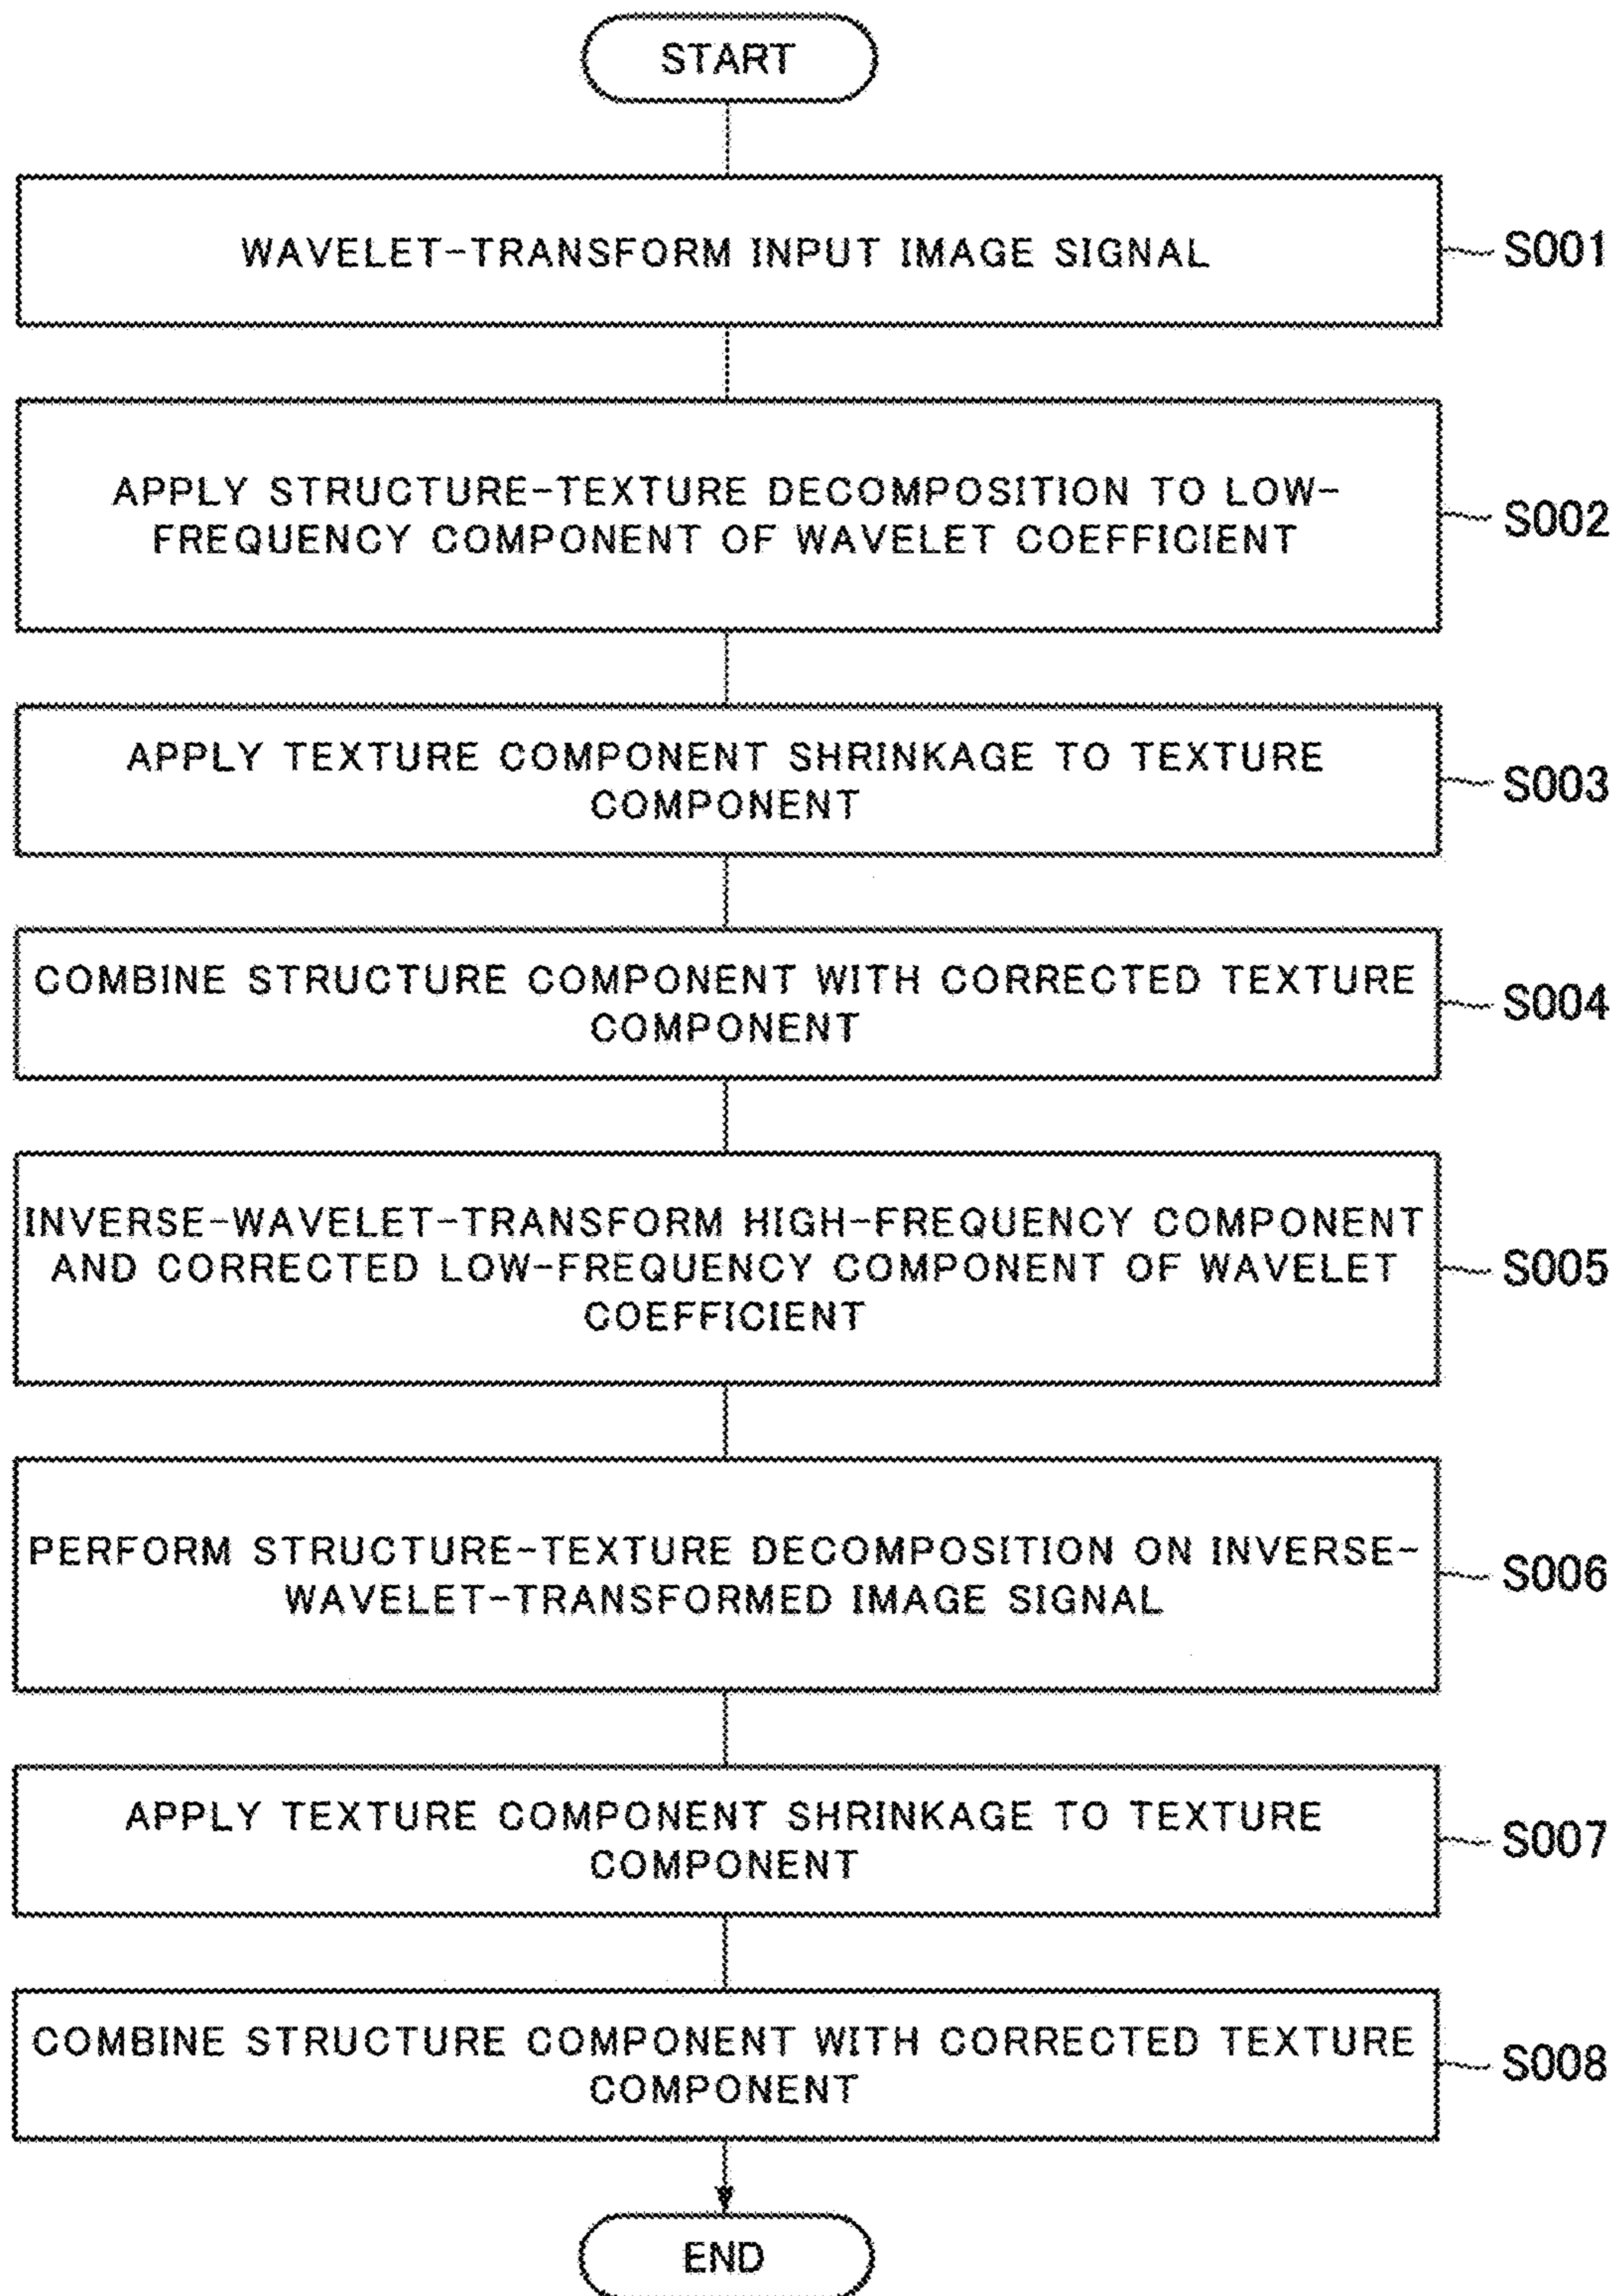 START
WAVELET-TRANSFORM INPUT IMAGE SIGNAL
S001
APPLY STRUCTURE-TEXTURE DECOMPOSITION TO LOW-
FREQUENCY COMPONENT OF WAVELET COEFFICIENT
S002
APPLY TEXTURE COMPONENT SHRINKAGE TO TEXTURE
COMPONENT
S003
COMBINE STRUCTURE COMPONENT WITH CORRECTED TEXTURE
COMPONENT
S004
INVERSE-WAVELET-TRANSFORM HIGH-FREQUENCY COMPONENT
AND CORRECTED LOW-FREQUENCY COMPONENT OF WAVELET
COEFFICIENT
S005
PERFORM STRUCTURE-TEXTURE DECOMPOSITION ON INVERSE-
WAVELET-TRANSFORMED IMAGE SIGNAL
S006
APPLY TEXTURE COMPONENT SHRINKAGE TO TEXTURE
COMPONENT
S007
COMBINE STRUCTURE COMPONENT WITH CORRECTED TEXTURE
COMPONENT
S008
END